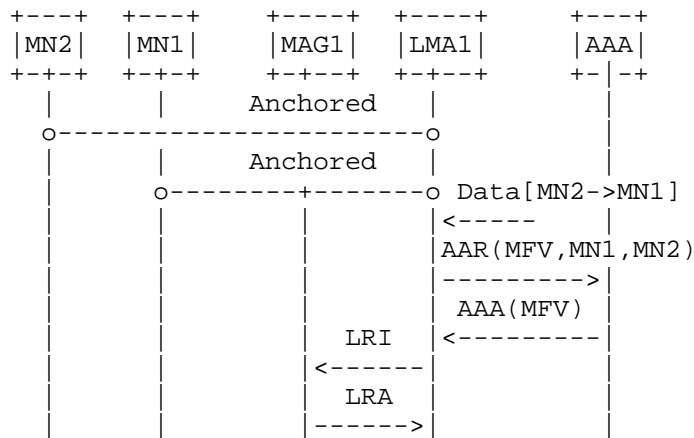 MN2 MN1 MAG1 LMA1 AAA
Anchored
Anchored
Data[MN2->MN1]
AAR(MFV,MN1,MN2)
AAA(MFV)
LRI
LRA